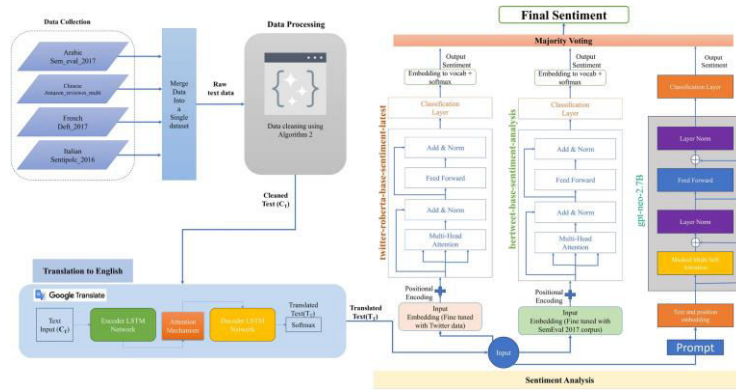 Data Collection
Arabic
Sem_eval_2017
Chinese
Amazon_reviews_multi
French
Deft_2017
Italian
Sentipolc_2016
Merge
Data
Into
a
Single
dataset
Raw
text data
Data Processing
Data cleaning using
Algorithm 2
Cleaned
Text (C_T)
Translation to English
Google Translate
Text
Input (C_T)
Encoder LSTM
Network
Attention
Mechanism
Decoder LSTM
Network
Translated
Text(T_T)
Softmax
Translated
Text(T_T)
Final Sentiment
Majority Voting
Output
Sentiment
Embedding to vocab +
softmax
Classification
Layer
Add & Norm
Feed Forward
Add & Norm
Multi-Head
Attention
Positional
Encoding
Input
Embedding (Fine tuned
with Twitter data)
twitter-roberta-base-sentiment-latest
Output
Sentiment
Embedding to vocab +
softmax
Classification
Layer
Add & Norm
Feed Forward
Add & Norm
Multi-Head
Attention
Positional
Encoding
Input
Embedding (Fine tuned with
SemEval 2017 corpus)
bertweet-base-sentiment-analysis
Output
Sentiment
Classification Layer
Layer Norm
Feed Forward
Layer Norm
Masked Multi Self
Attention
Text and position
embedding
gpt-neo-2.7B
Prompt
Input
Sentiment Analysis